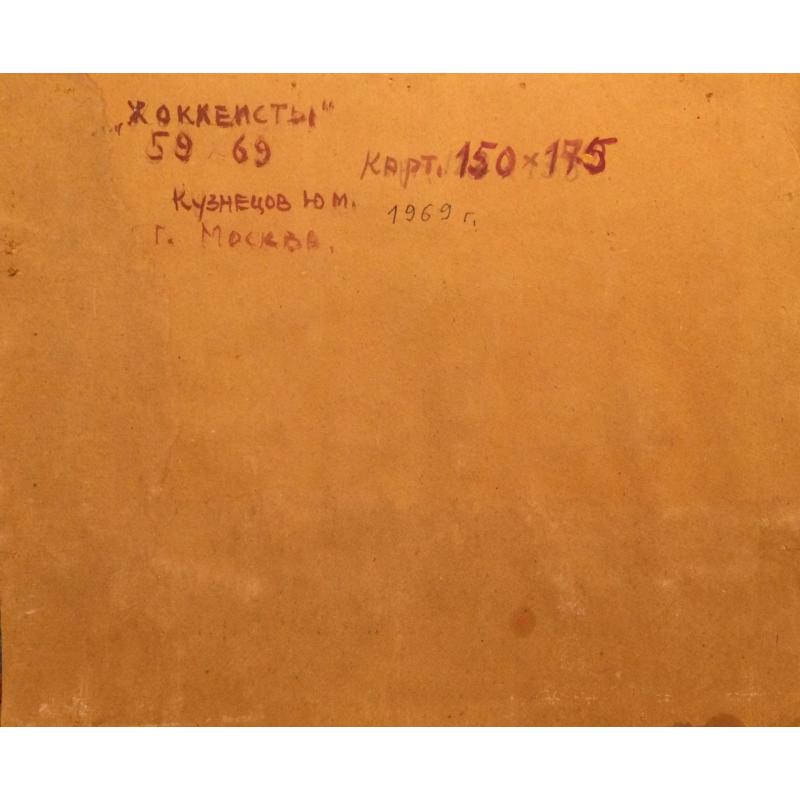 „Хоккеисты“
59 69
Карт. 150 × 175
Кузнецов Ю М.
1969 г.
г. Москва.